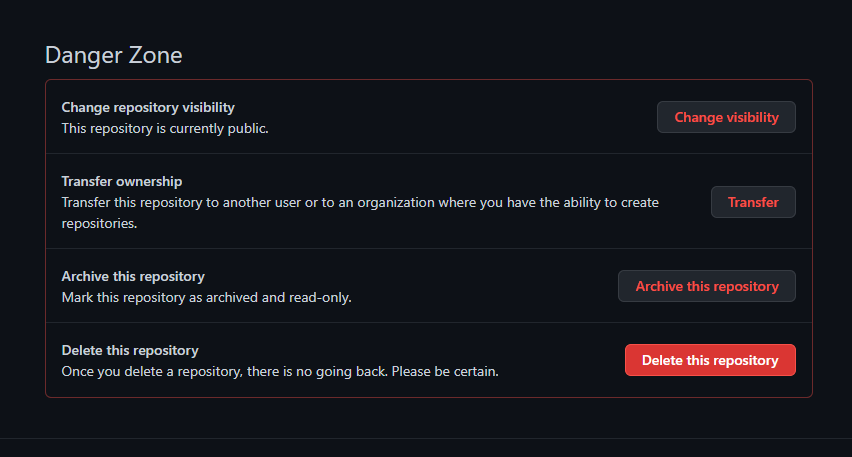 Danger Zone
Change repository visibility
This repository is currently public.
Change visibility
Transfer ownership
Transfer this repository to another user or to an organization where you have the ability to create
repositories.
Transfer
Archive this repository
Mark this repository as archived and read-only.
Archive this repository
Delete this repository
Once you delete a repository, there is no going back. Please be certain.
Delete this repository